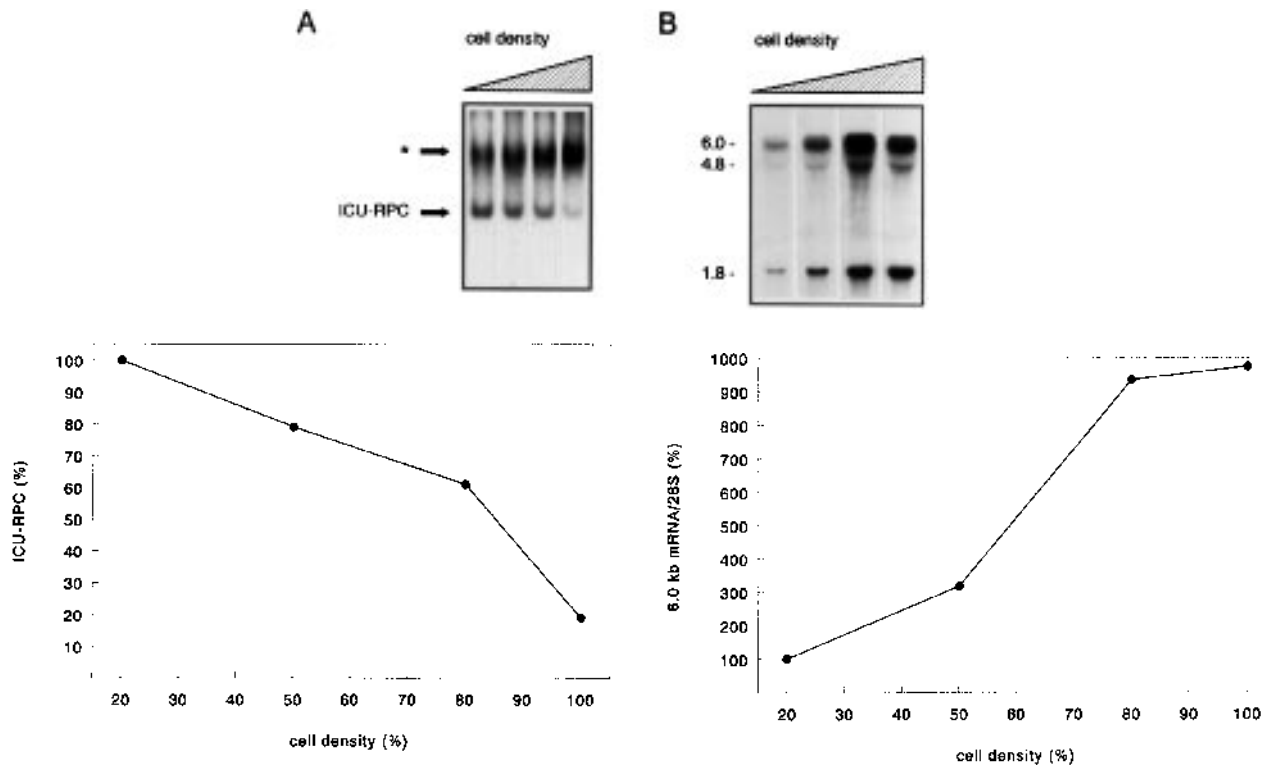 A
cell density
*
ICU-RPC
B
cell density
6.0 -
4.8 -
1.8 -
100
90
80
70
60
50
40
30
20
10
ICU-RPC (%)
20 30 40 50 60 70 80 90 100
cell density (%)
1000
900
800
700
600
500
400
300
200
100
6.0 kb mRNA/28S (%)
20 30 40 50 60 70 80 90 100
cell density (%)